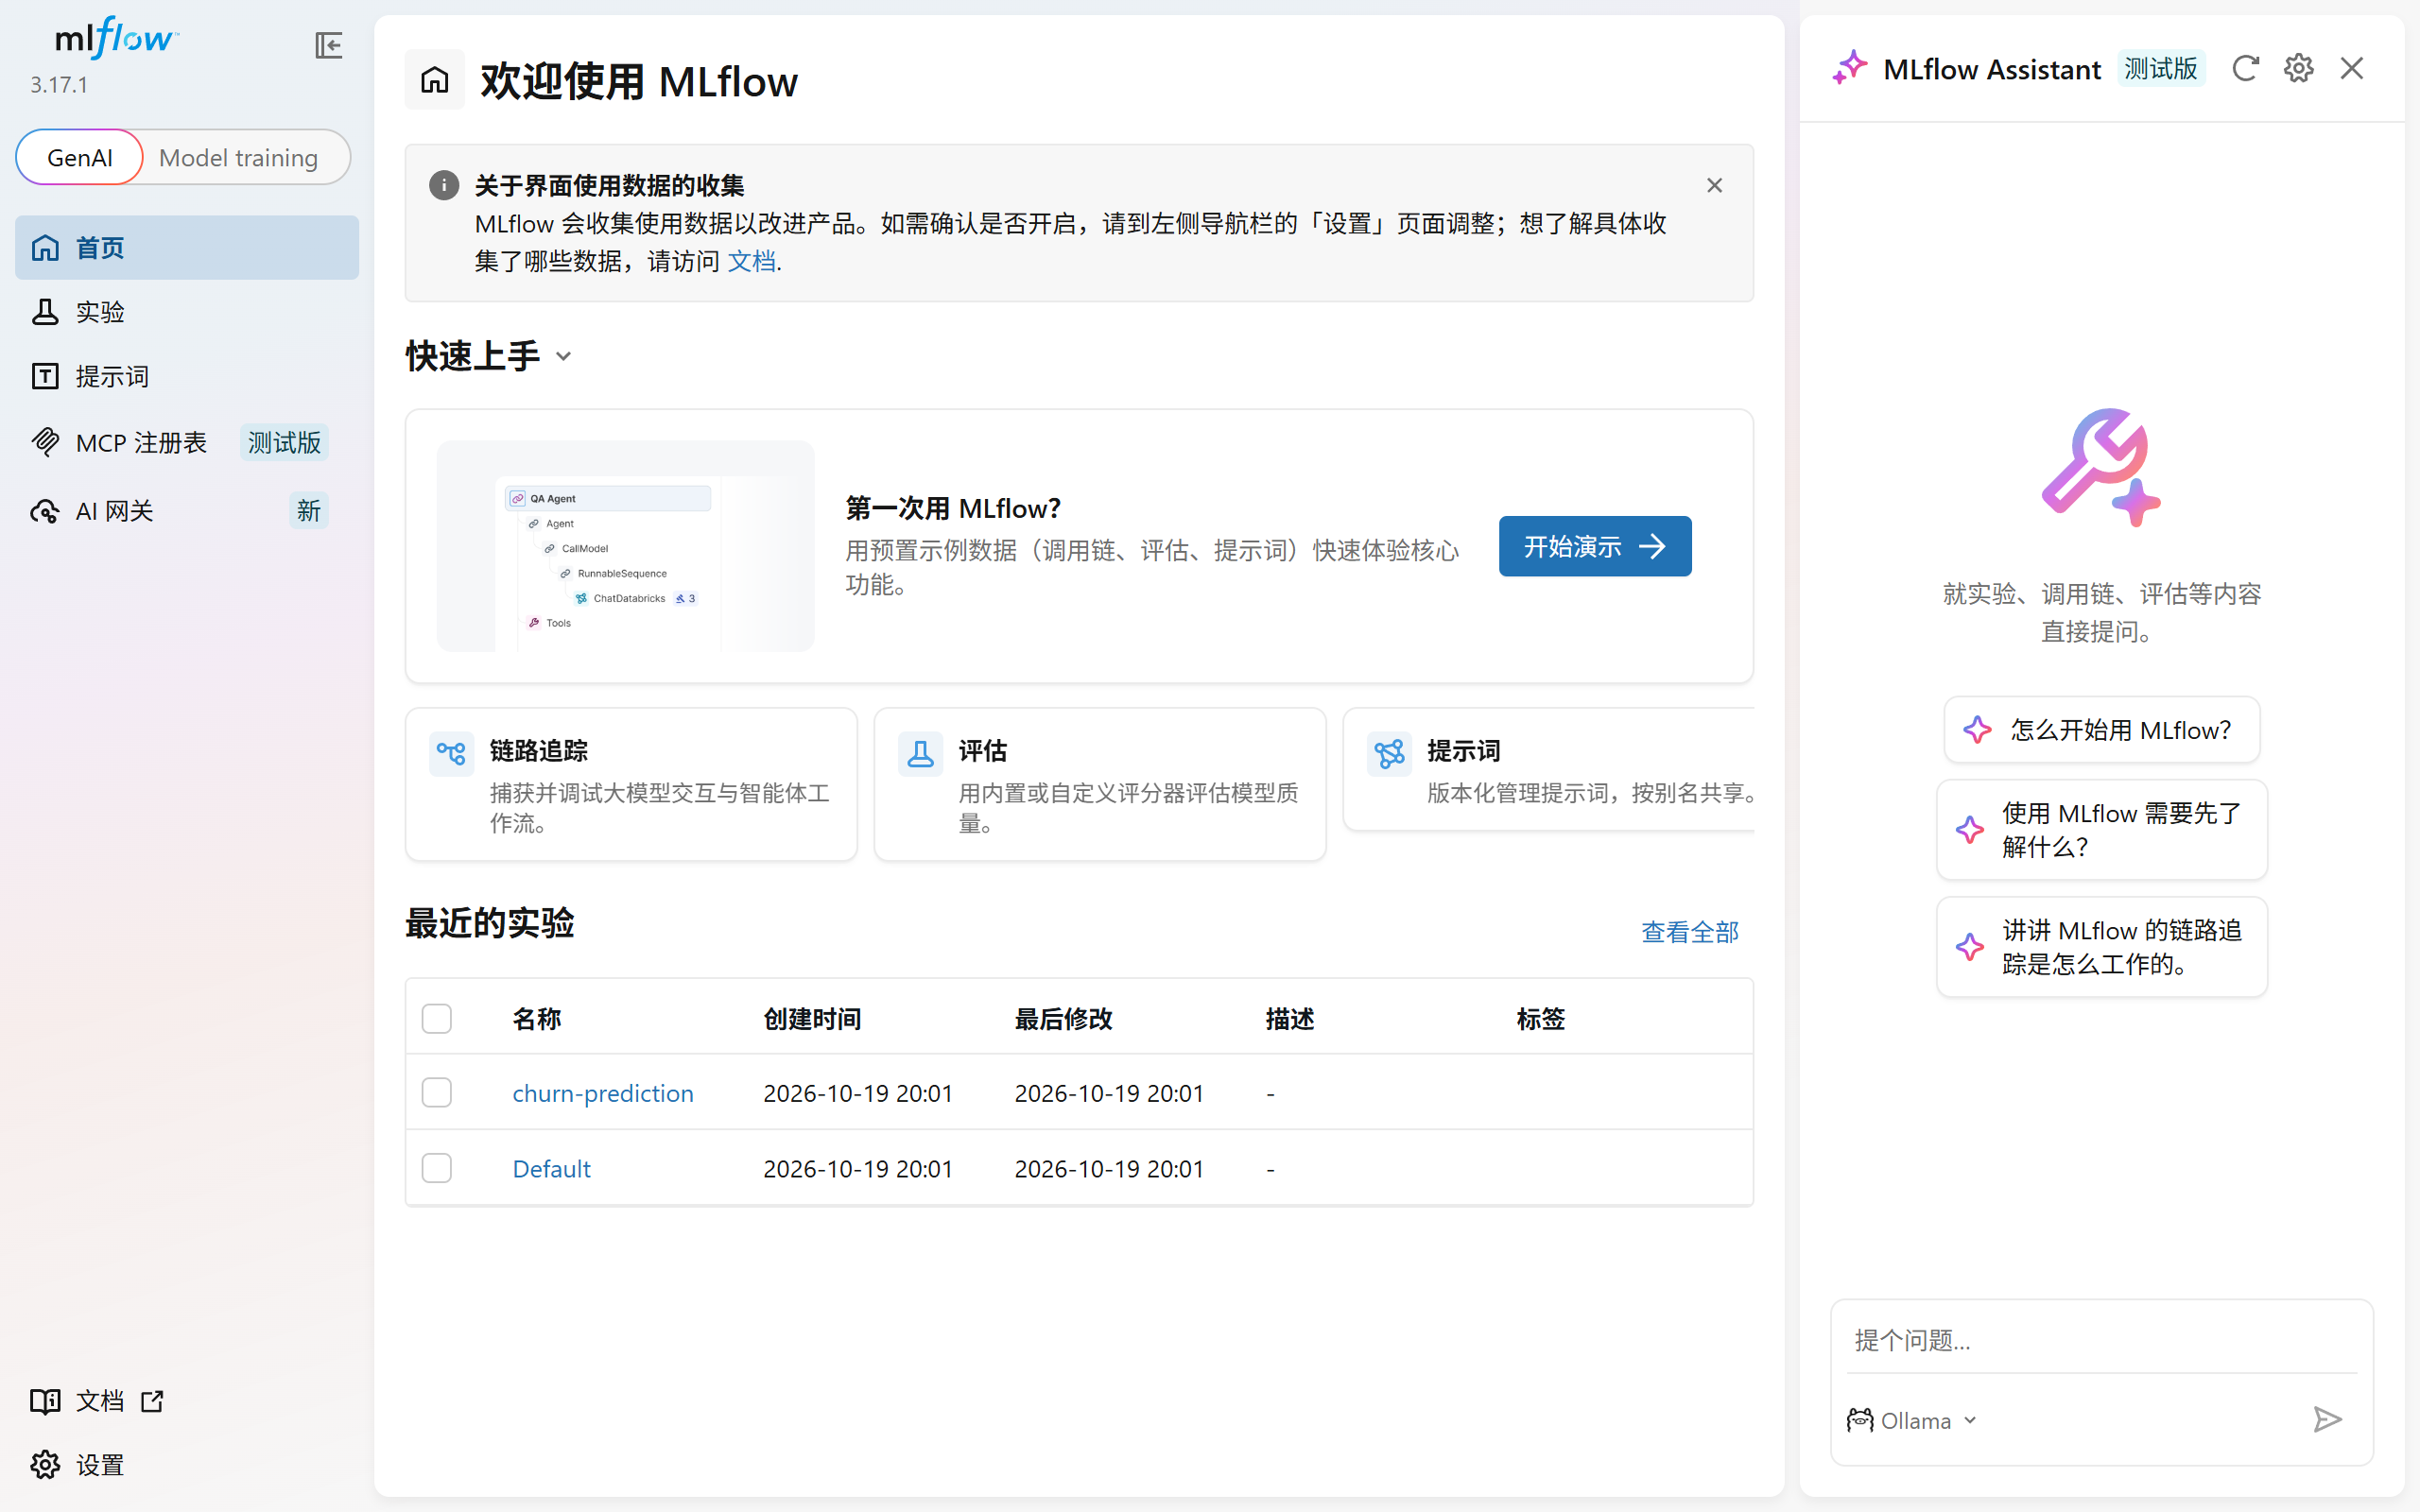 mlflow™
3.17.1
GenAI
Model training
首页
实验
提示词
MCP 注册表 测试版
AI 网关 新
文档
设置
欢迎使用 MLflow
关于界面使用数据的收集
MLflow 会收集使用数据以改进产品。如需确认是否开启，请到左侧导航栏的「设置」页面调整；想了解具体收
集了哪些数据，请访问 文档.
快速上手
QA Agent
Agent
CallModel
RunnableSequence
ChatDatabricks 3
Tools
第一次用 MLflow？
用预置示例数据（调用链、评估、提示词）快速体验核心
功能。
开始演示
链路追踪
捕获并调试大模型交互与智能体工
作流。
评估
用内置或自定义评分器评估模型质
量。
提示词
版本化管理提示词，按别名共享。
最近的实验
查看全部
名称 创建时间 最后修改 描述 标签
churn-prediction 2026-10-19 20:01 2026-10-19 20:01 -
Default 2026-10-19 20:01 2026-10-19 20:01 -
MLflow Assistant 测试版
就实验、调用链、评估等内容
直接提问。
怎么开始用 MLflow？
使用 MLflow 需要先了
解什么？
讲讲 MLflow 的链路追
踪是怎么工作的。
提个问题...
Ollama